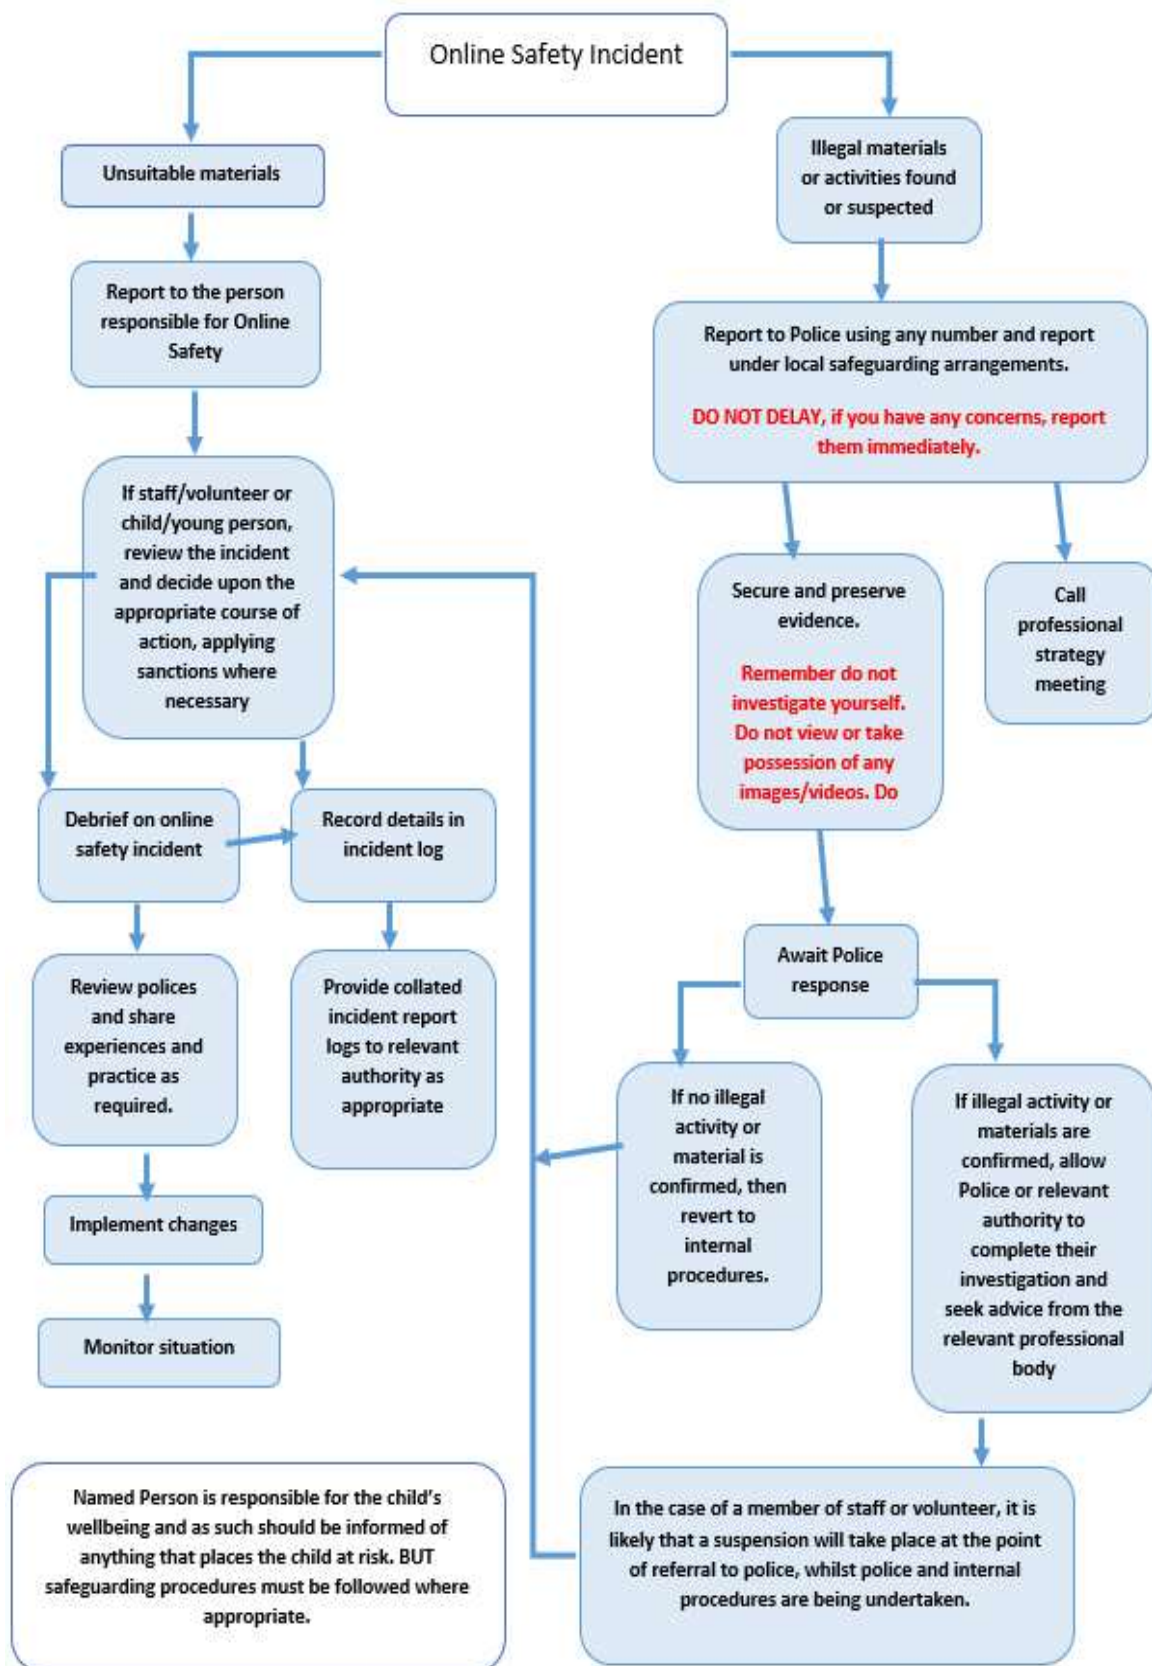 Online Safety Incident
Unsuitable materials
Illegal materials
or activities found
or suspected
Report to the person
responsible for Online
Safety
Report to Police using any number and report
under local safeguarding arrangements.
DO NOT DELAY, if you have any concerns, report
them immediately.
If staff/volunteer or
child/young person,
review the incident
and decide upon the
appropriate course of
action, applying
sanctions where
necessary
Secure and preserve
evidence.
Remember do not
investigate yourself.
Do not view or take
possession of any
images/videos. Do
Call
professional
strategy
meeting
Debrief on online
safety incident
Record details in
incident log
Review polices
and share
experiences and
practice as
required.
Provide collated
incident report
logs to relevant
authority as
appropriate
Await Police
response
If no illegal
activity or
material is
confirmed, then
revert to
internal
procedures.
If illegal activity or
materials are
confirmed, allow
Police or relevant
authority to
complete their
investigation and
seek advice from the
relevant professional
body
Implement changes
Monitor situation
Named Person is responsible for the child's
wellbeing and as such should be informed of
anything that places the child at risk. BUT
safeguarding procedures must be followed where
appropriate.
In the case of a member of staff or volunteer, it is
likely that a suspension will take place at the point
of referral to police, whilst police and internal
procedures are being undertaken.